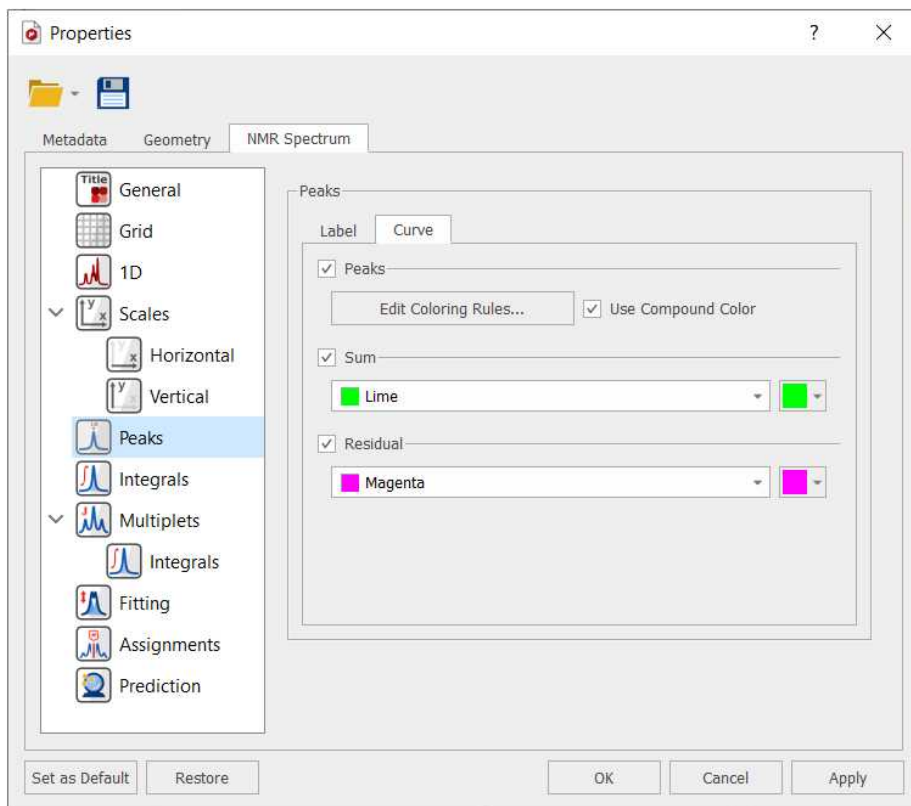 Properties
?
Metadata Geometry NMR Spectrum
Title
General
Grid
1D
Scales
Horizontal
Vertical
Peaks
Integrals
Multiplets
Integrals
Fitting
Assignments
Prediction
Peaks
Label Curve
Peaks
Edit Coloring Rules... Use Compound Color
Sum
Lime
Residual
Magenta
Set as Default Restore OK Cancel Apply